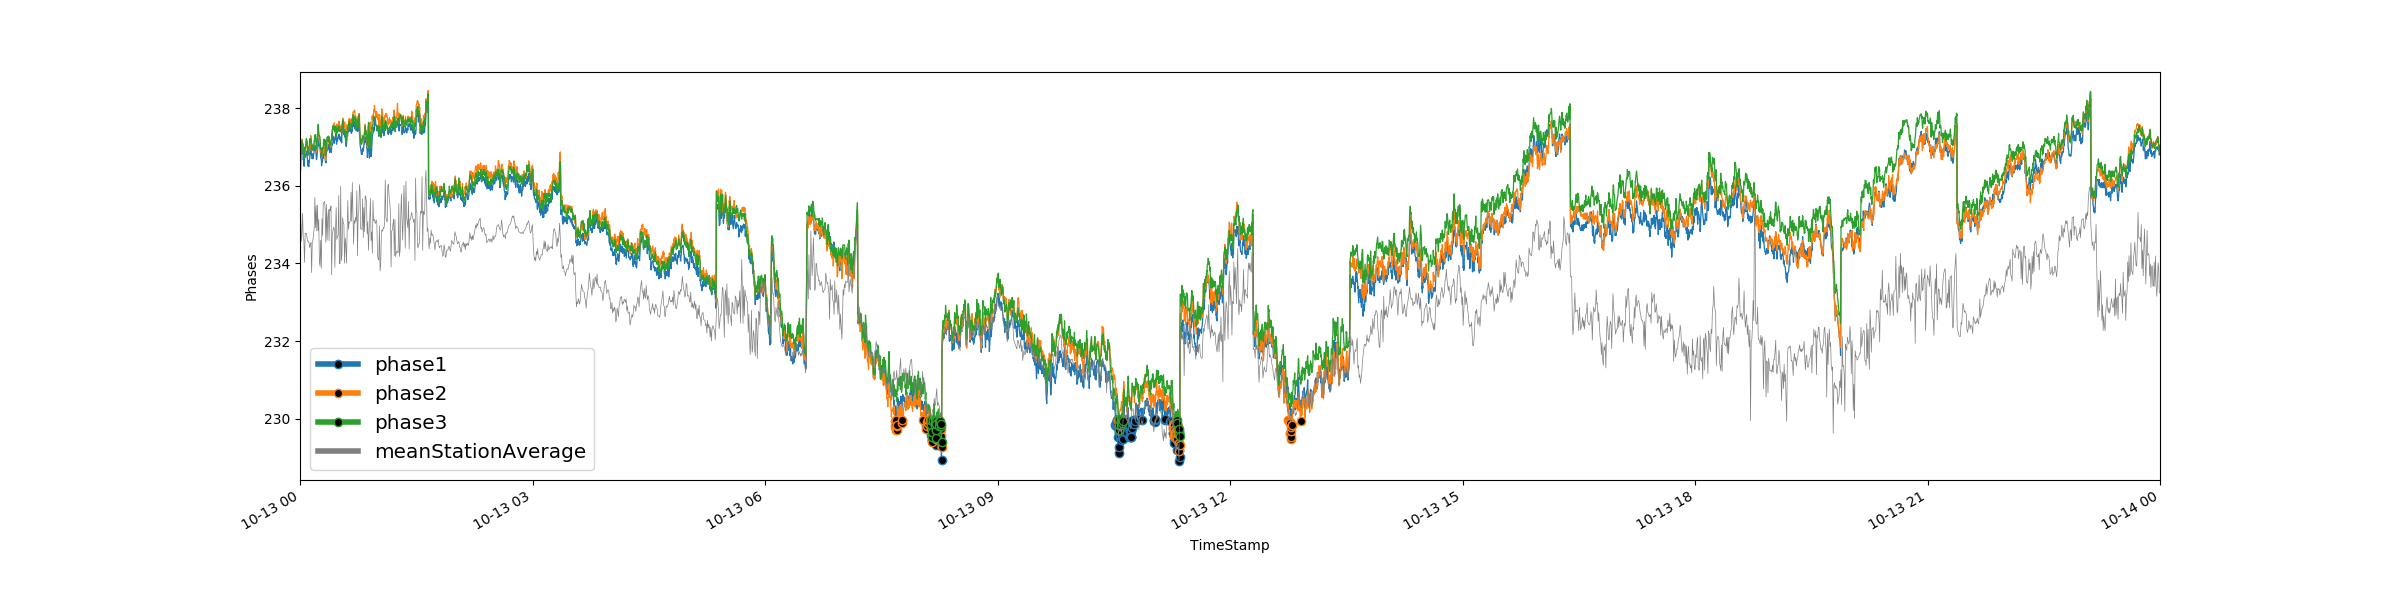 238
236
234
232
230
Phases
phase1
phase2
phase3
meanStationAverage
10-13 00
10-13 03
10-13 06
10-13 09
10-13 12
10-13 15
10-13 18
10-13 21
10-14 00
TimeStamp